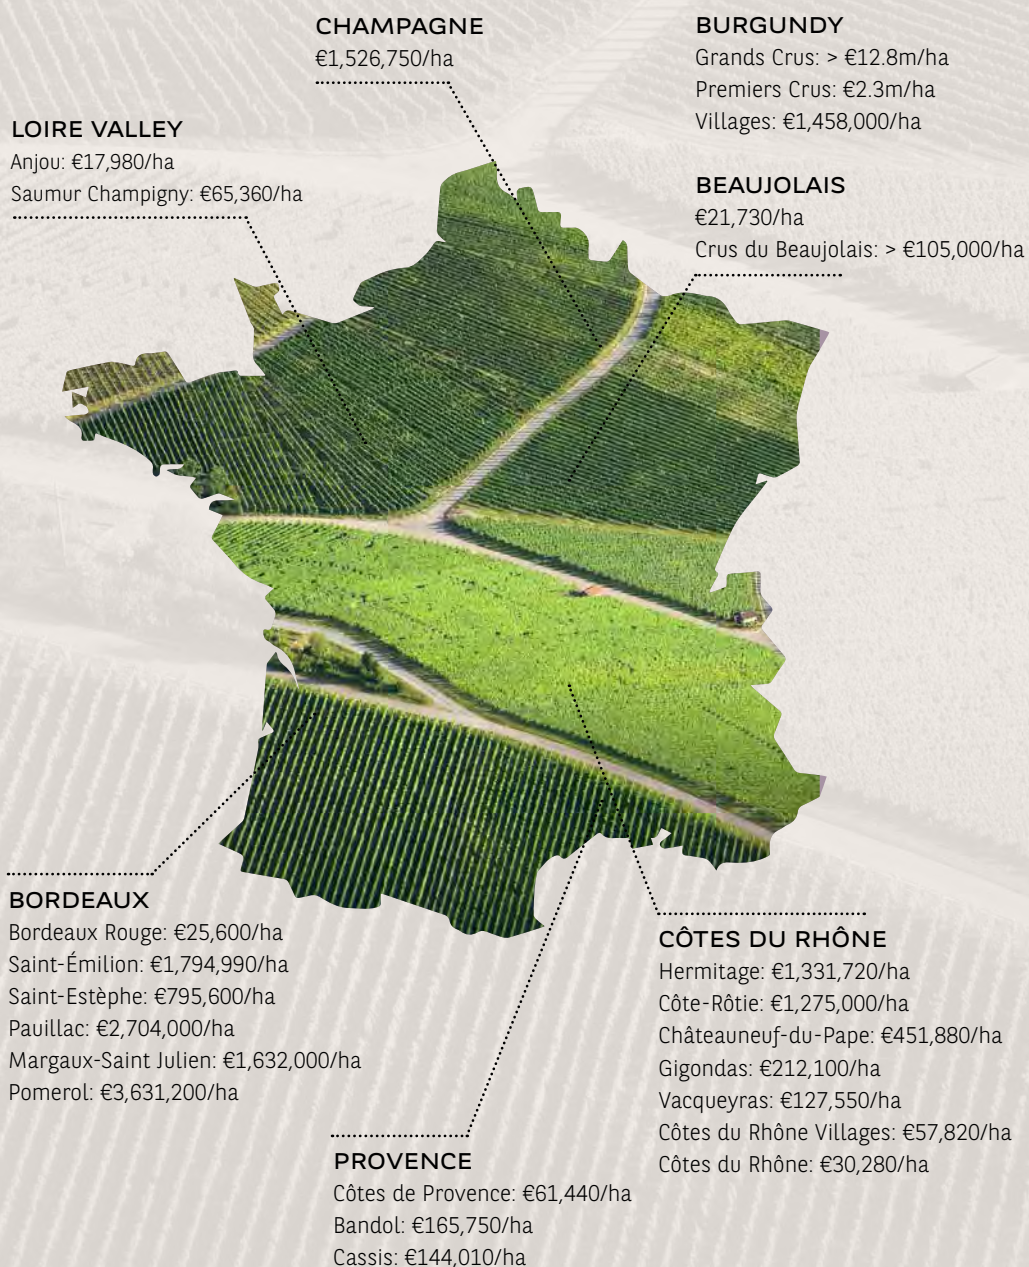 CHAMPAGNE
€1,526,750/ha
BURGUNDY
Grands Crus: > €12.8m/ha
Premiers Crus: €2.3m/ha
Villages: €1,458,000/ha
LOIRE VALLEY
Anjou: €17,980/ha
Saumur Champigny: €65,360/ha
BEAUJOLAIS
€21,730/ha
Crus du Beaujolais: > €105,000/ha
BORDEAUX
Bordeaux Rouge: €25,600/ha
Saint-Émilion: €1,794,990/ha
Saint-Estèphe: €795,600/ha
Pauillac: €2,704,000/ha
Margaux-Saint Julien: €1,632,000/ha
Pomerol: €3,631,200/ha
CÔTES DU RHÔNE
Hermitage: €1,331,720/ha
Côte-Rôtie: €1,275,000/ha
Châteauneuf-du-Pape: €451,880/ha
Gigondas: €212,100/ha
Vacqueyras: €127,550/ha
Côtes du Rhône Villages: €57,820/ha
Côtes du Rhône: €30,280/ha
PROVENCE
Côtes de Provence: €61,440/ha
Bandol: €165,750/ha
Cassis: €144,010/ha